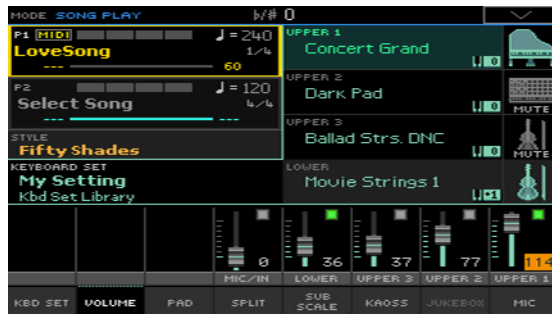 MODE SONG PLAY
b/# 0
P1 MIDI
♩=240
LoveSong
1/4
---
60
P2
♩=120
Select Song
4/4
---
---
STYLE
Fifty Shades
KEYBOARD SET
My Setting
Kbd Set Library
UPPER 1
Concert Grand
0
UPPER 2
Dark Pad
0
MUTE
UPPER 3
Ballad Strs. DNC
0
MUTE
LOWER
Movie Strings 1
+1
0
36
37
77
114
MIC/IN
LOWER
UPPER 3
UPPER 2
UPPER 1
KBD SET
VOLUME
PAD
SPLIT
SUB
SCALE
KAOSS
JUKEBOX
MIC